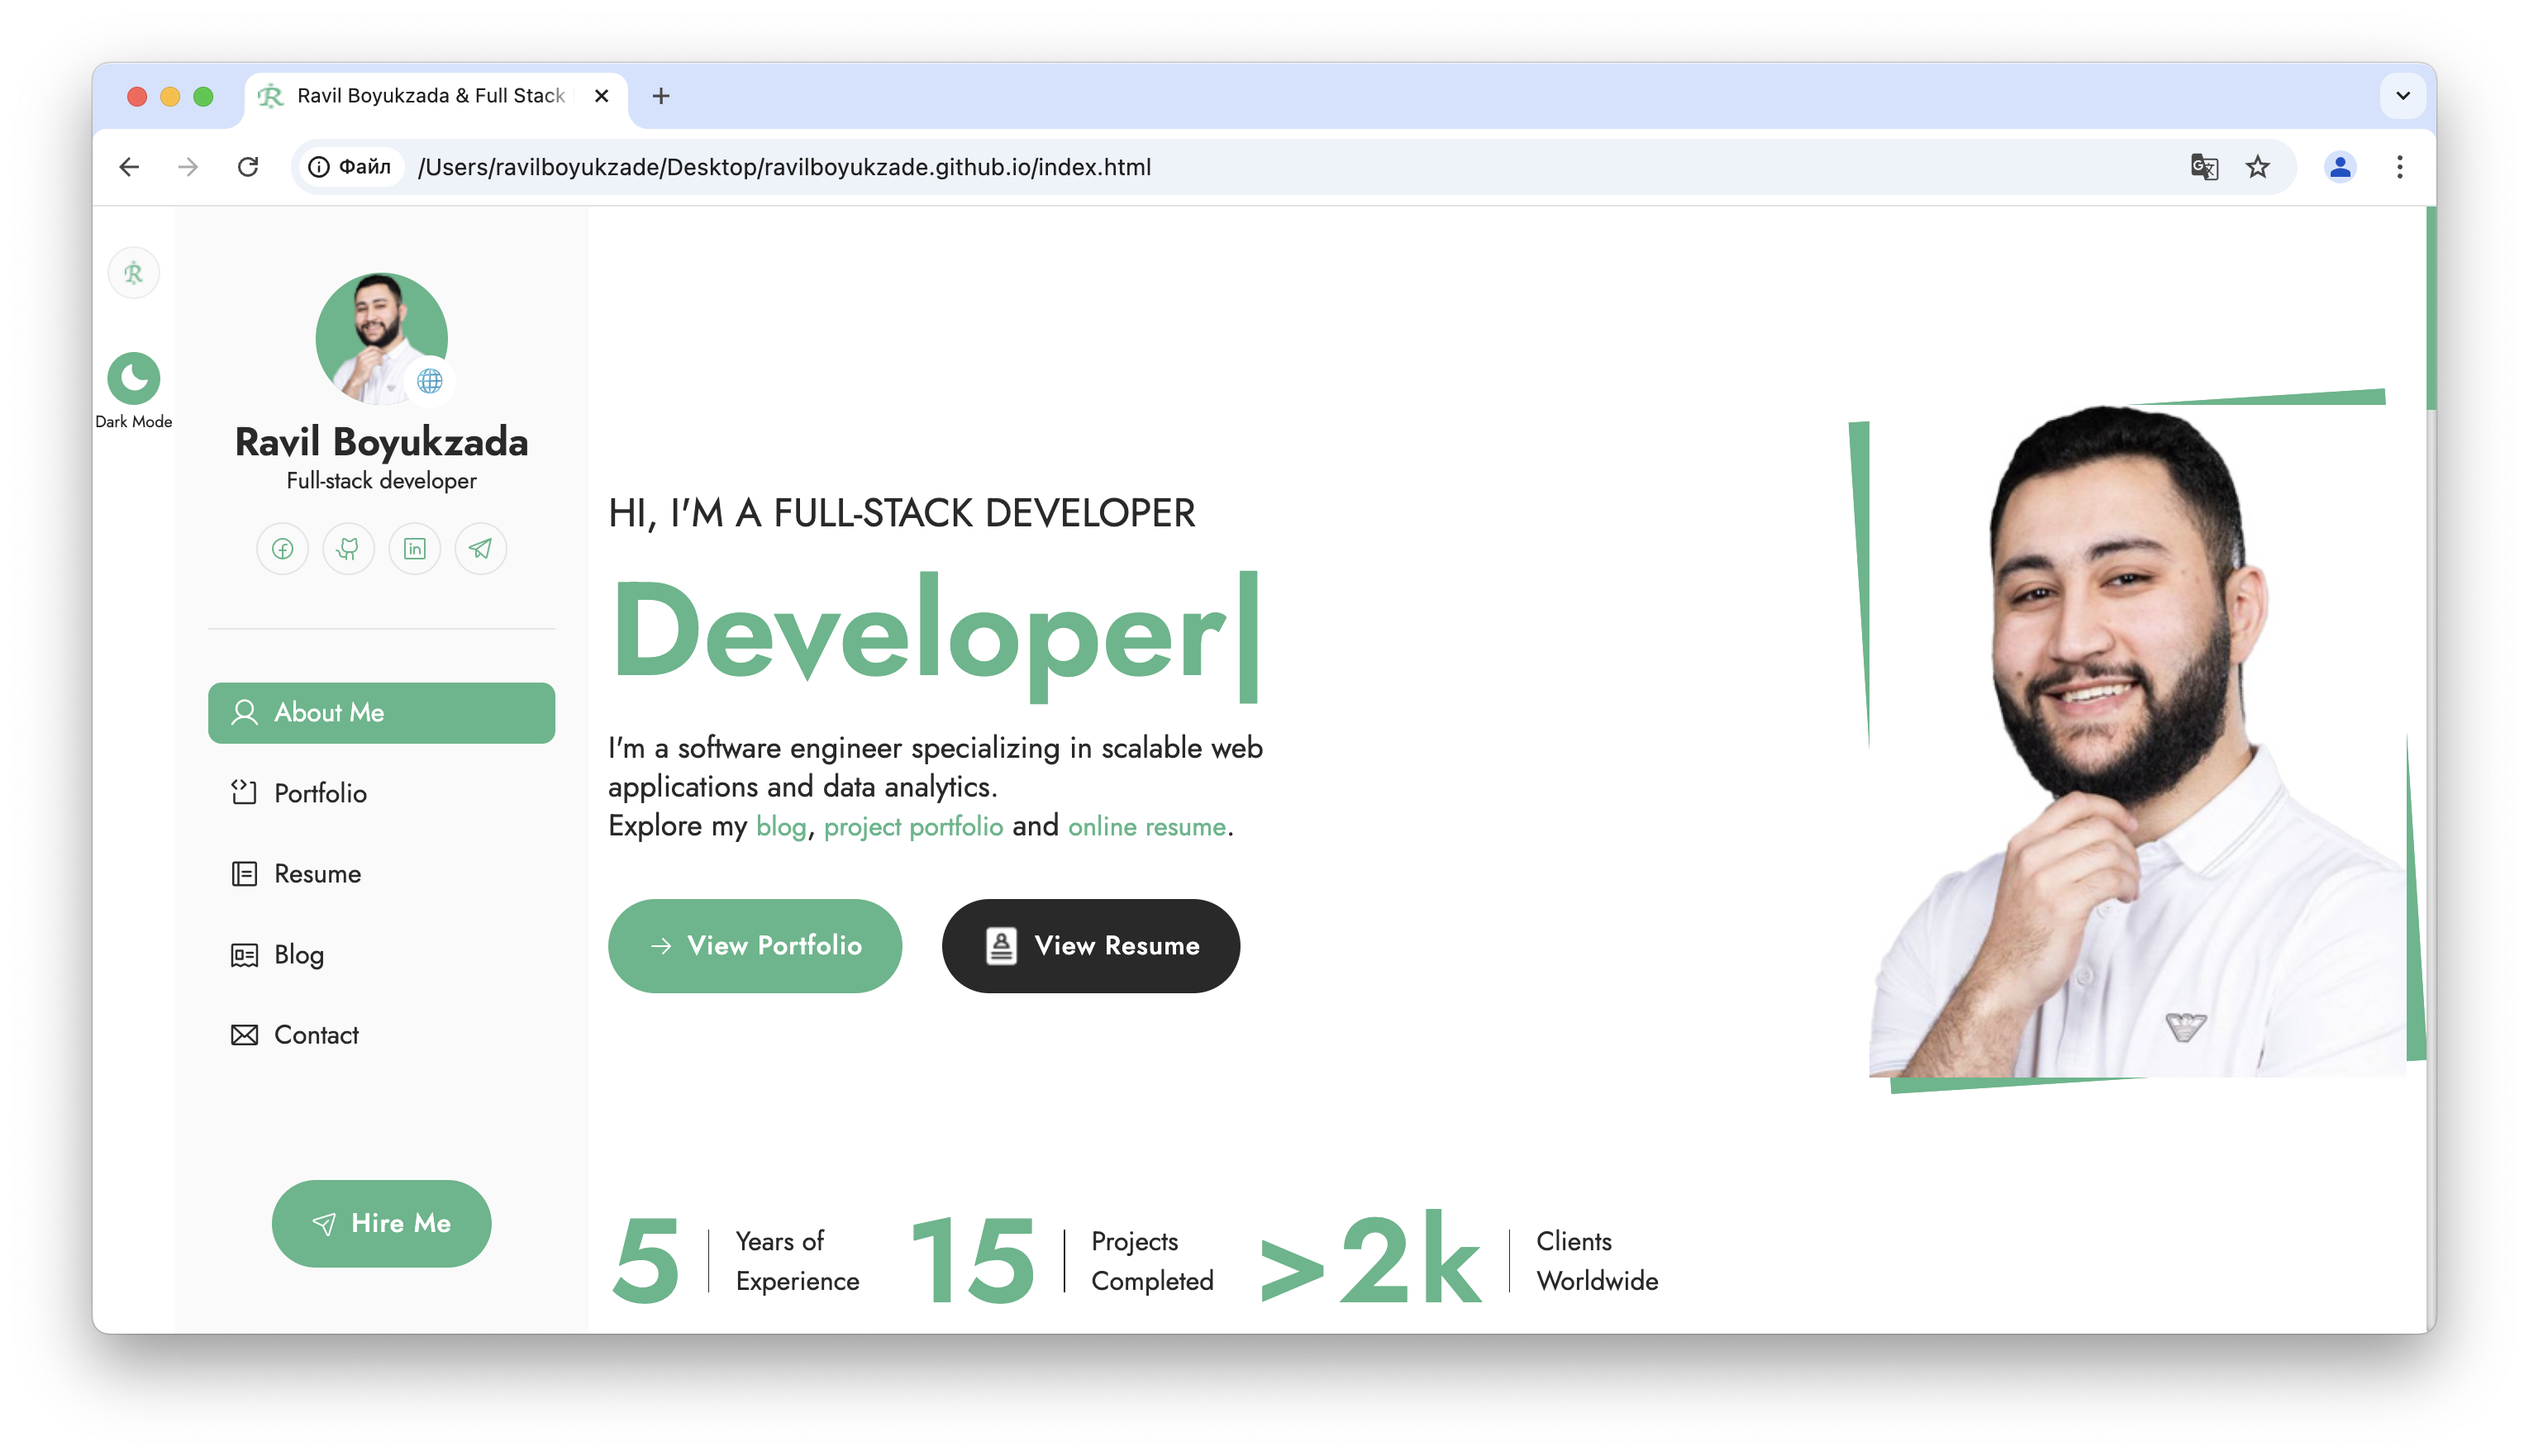 Ravil Boyukzada & Full Stack
Файл
/Users/ravilboyukzade/Desktop/ravilboyukzade.github.io/index.html
R
Dark Mode
Ravil Boyukzada
Full-stack developer
About Me
Portfolio
Resume
Blog
Contact
Hire Me
HI, I'M A FULL-STACK DEVELOPER
Developer|
I'm a software engineer specializing in scalable web
applications and data analytics.
Explore my blog, project portfolio and online resume.
View Portfolio
View Resume
5
Years of
Experience
15
Projects
Completed
>2k
Clients
Worldwide